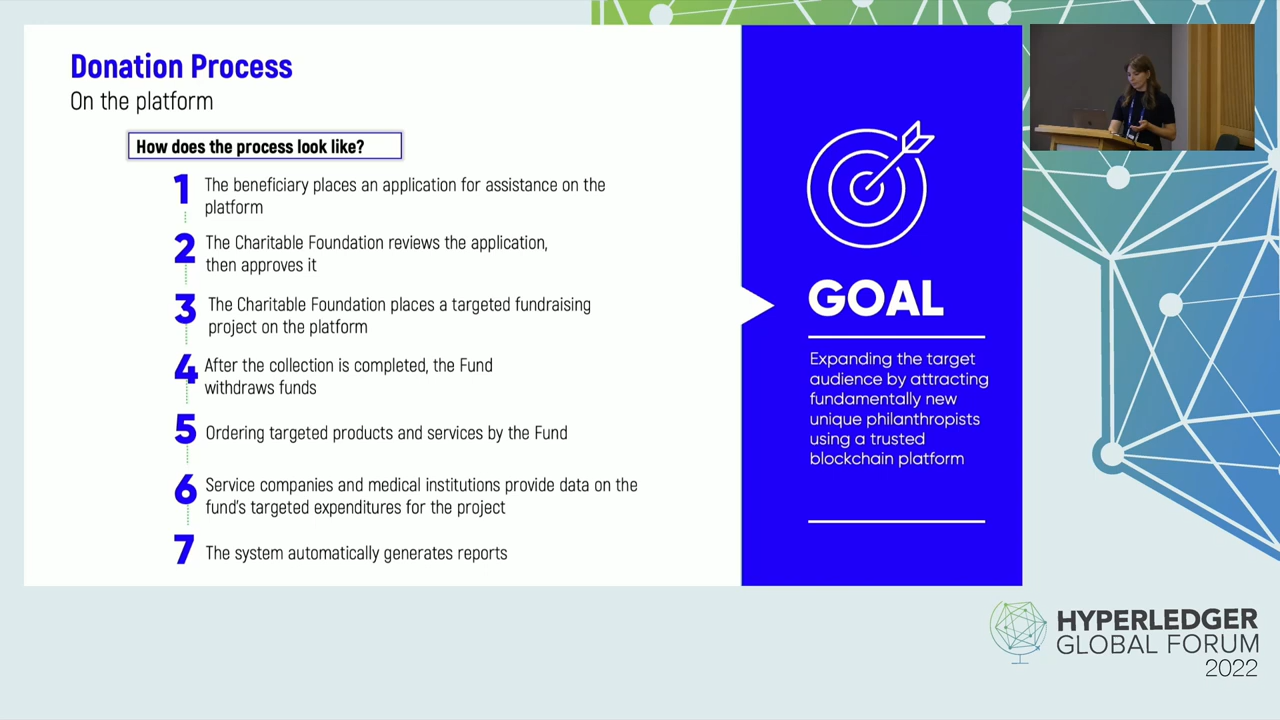 Donation Process
On the platform
How does the process look like?
1 The beneficiary places an application for assistance on the
platform
2 The Charitable Foundation reviews the application,
then approves it
3 The Charitable Foundation places a targeted fundraising
project on the platform
4 After the collection is completed, the Fund
withdraws funds
5 Ordering targeted products and services by the Fund
6 Service companies and medical institutions provide data on the
fund's targeted expenditures for the project
7 The system automatically generates reports
GOAL
Expanding the target
audience by attracting
fundamentally new
unique philanthropists
using a trusted
blockchain platform
HYPERLEDGER
GLOBAL FORUM
2022